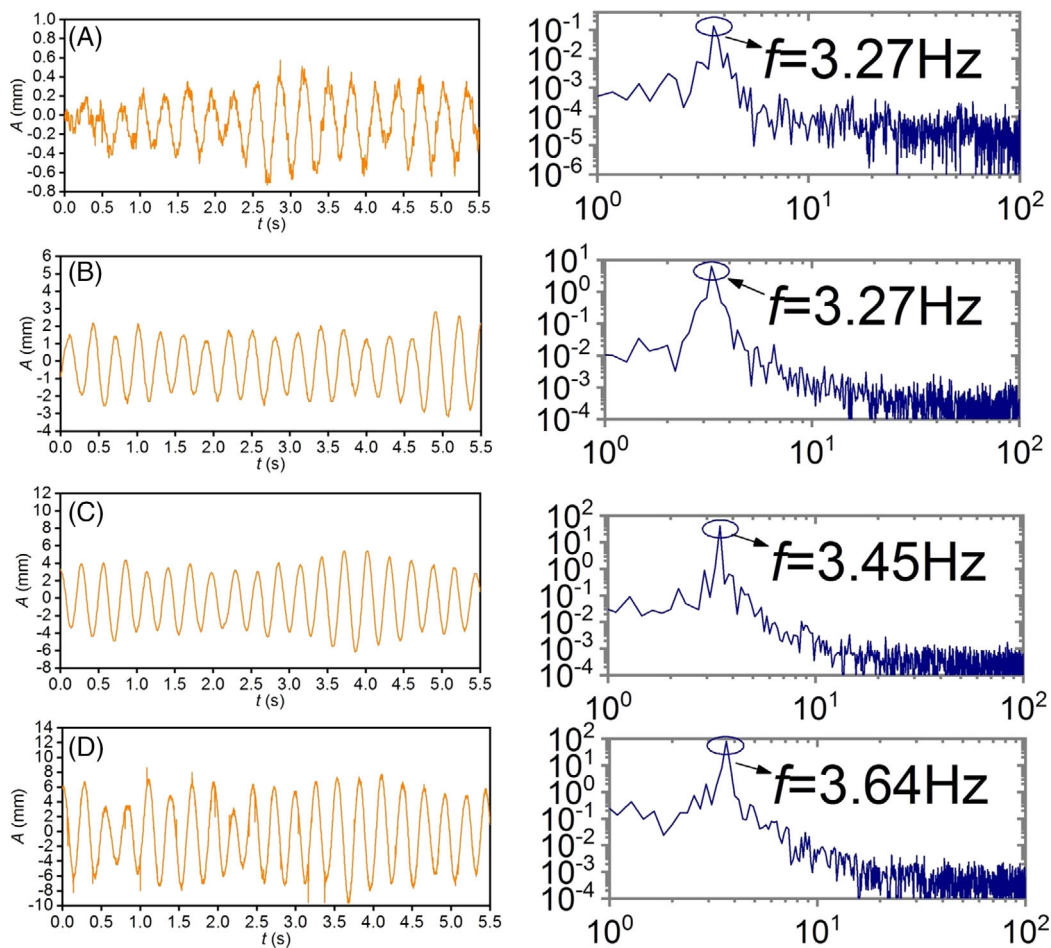 (A)
1.0
0.8
0.6
0.4
0.2
0.0
-0.2
-0.4
-0.6
-0.8
A (mm)
0.0 0.5 1.0 1.5 2.0 2.5 3.0 3.5 4.0 4.5 5.0 5.5
t (s)
10⁻¹
10⁻²
10⁻³
10⁻⁴
10⁻⁵
10⁻⁶
f=3.27Hz
10⁰ 10¹ 10²
(B)
6
5
4
3
2
1
0
-1
-2
-3
-4
A (mm)
0.0 0.5 1.0 1.5 2.0 2.5 3.0 3.5 4.0 4.5 5.0 5.5
t (s)
10¹
10⁰
10⁻¹
10⁻²
10⁻³
10⁻⁴
f=3.27Hz
10⁰ 10¹ 10²
(C)
12
10
8
6
4
2
0
-2
-4
-6
-8
A (mm)
0.0 0.5 1.0 1.5 2.0 2.5 3.0 3.5 4.0 4.5 5.0 5.5
t (s)
10²
10¹
10⁰
10⁻¹
10⁻²
10⁻³
10⁻⁴
f=3.45Hz
10⁰ 10¹ 10²
(D)
14
12
10
8
6
4
2
0
-2
-4
-6
-8
-10
A (mm)
0.0 0.5 1.0 1.5 2.0 2.5 3.0 3.5 4.0 4.5 5.0 5.5
t (s)
10²
10¹
10⁰
10⁻¹
10⁻²
10⁻³
10⁻⁴
f=3.64Hz
10⁰ 10¹ 10²